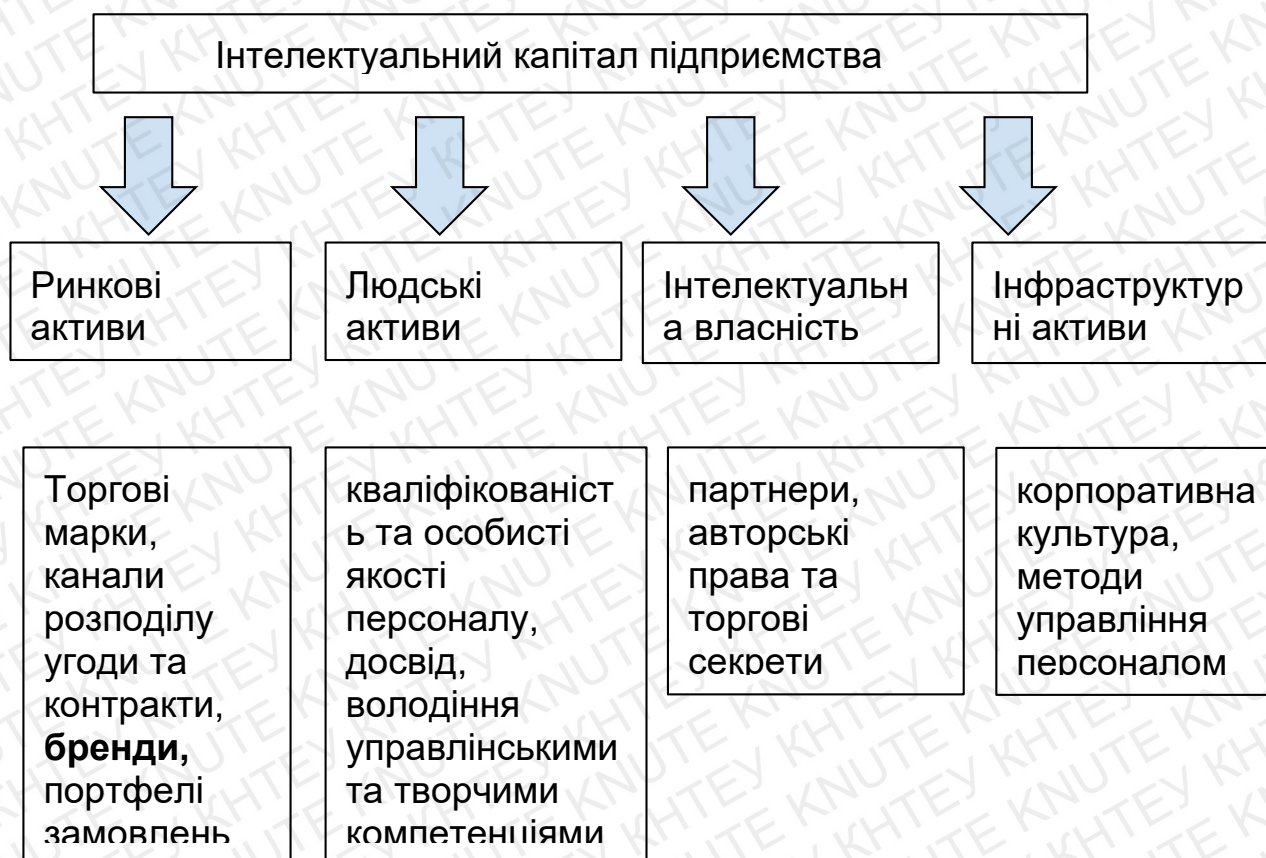 Інтелектуальний капітал підприємства
Ринкові
активи
Людські
активи
Інтелектуальн
а власність
Інфраструктур
ні активи
Торгові
марки,
канали
розподілу
угоди та
контракти,
бренди,
портфелі
замовлень
кваліфікованіст
ь та особисті
якості
персоналу,
досвід,
володіння
управлінськими
та творчими
компетенціями
партнери,
авторські
права та
торгові
секрети
корпоративна
культура,
методи
управління
персоналом